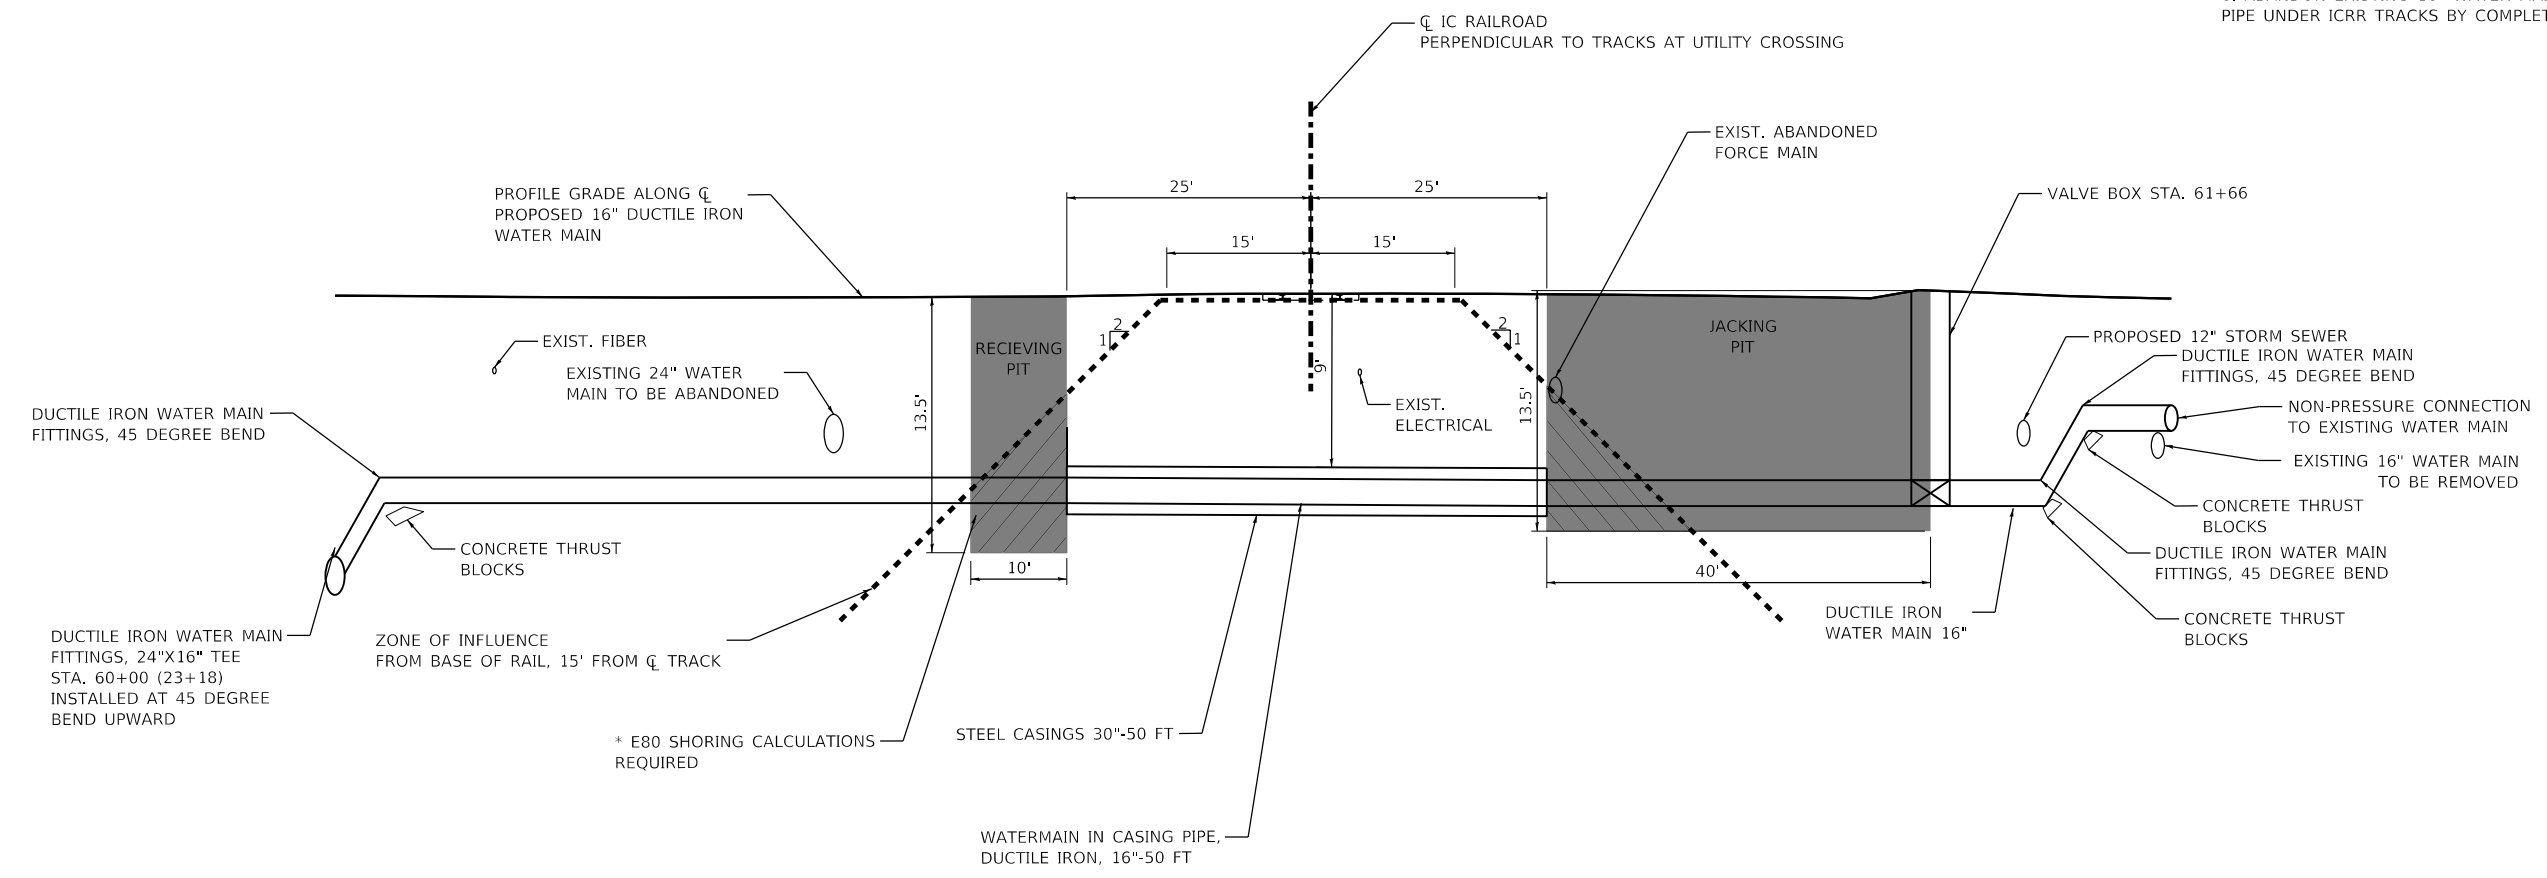 PIPE UNDER ICRR TRACKS BY COMPLET
℄ IC RAILROAD
PERPENDICULAR TO TRACKS AT UTILITY CROSSING
EXIST. ABANDONED
FORCE MAIN
PROFILE GRADE ALONG ℄
PROPOSED 16" DUCTILE IRON
WATER MAIN
25'
25'
VALVE BOX STA. 61+66
15'
15'
2
1
2
1
EXIST. FIBER
RECIEVING
PIT
JACKING
PIT
PROPOSED 12" STORM SEWER
DUCTILE IRON WATER MAIN
FITTINGS, 45 DEGREE BEND
EXISTING 24" WATER
MAIN TO BE ABANDONED
9'
13.5'
13.5'
EXIST.
ELECTRICAL
DUCTILE IRON WATER MAIN
FITTINGS, 45 DEGREE BEND
NON-PRESSURE CONNECTION
TO EXISTING WATER MAIN
EXISTING 16" WATER MAIN
TO BE REMOVED
CONCRETE THRUST
BLOCKS
CONCRETE THRUST
BLOCKS
DUCTILE IRON WATER MAIN
FITTINGS, 45 DEGREE BEND
10'
40'
DUCTILE IRON
WATER MAIN 16"
CONCRETE THRUST
BLOCKS
DUCTILE IRON WATER MAIN
FITTINGS, 24"X16" TEE
STA. 60+00 (23+18)
INSTALLED AT 45 DEGREE
BEND UPWARD
ZONE OF INFLUENCE
FROM BASE OF RAIL, 15' FROM ℄ TRACK
* E80 SHORING CALCULATIONS
REQUIRED
STEEL CASINGS 30"-50 FT
WATERMAIN IN CASING PIPE,
DUCTILE IRON, 16"-50 FT